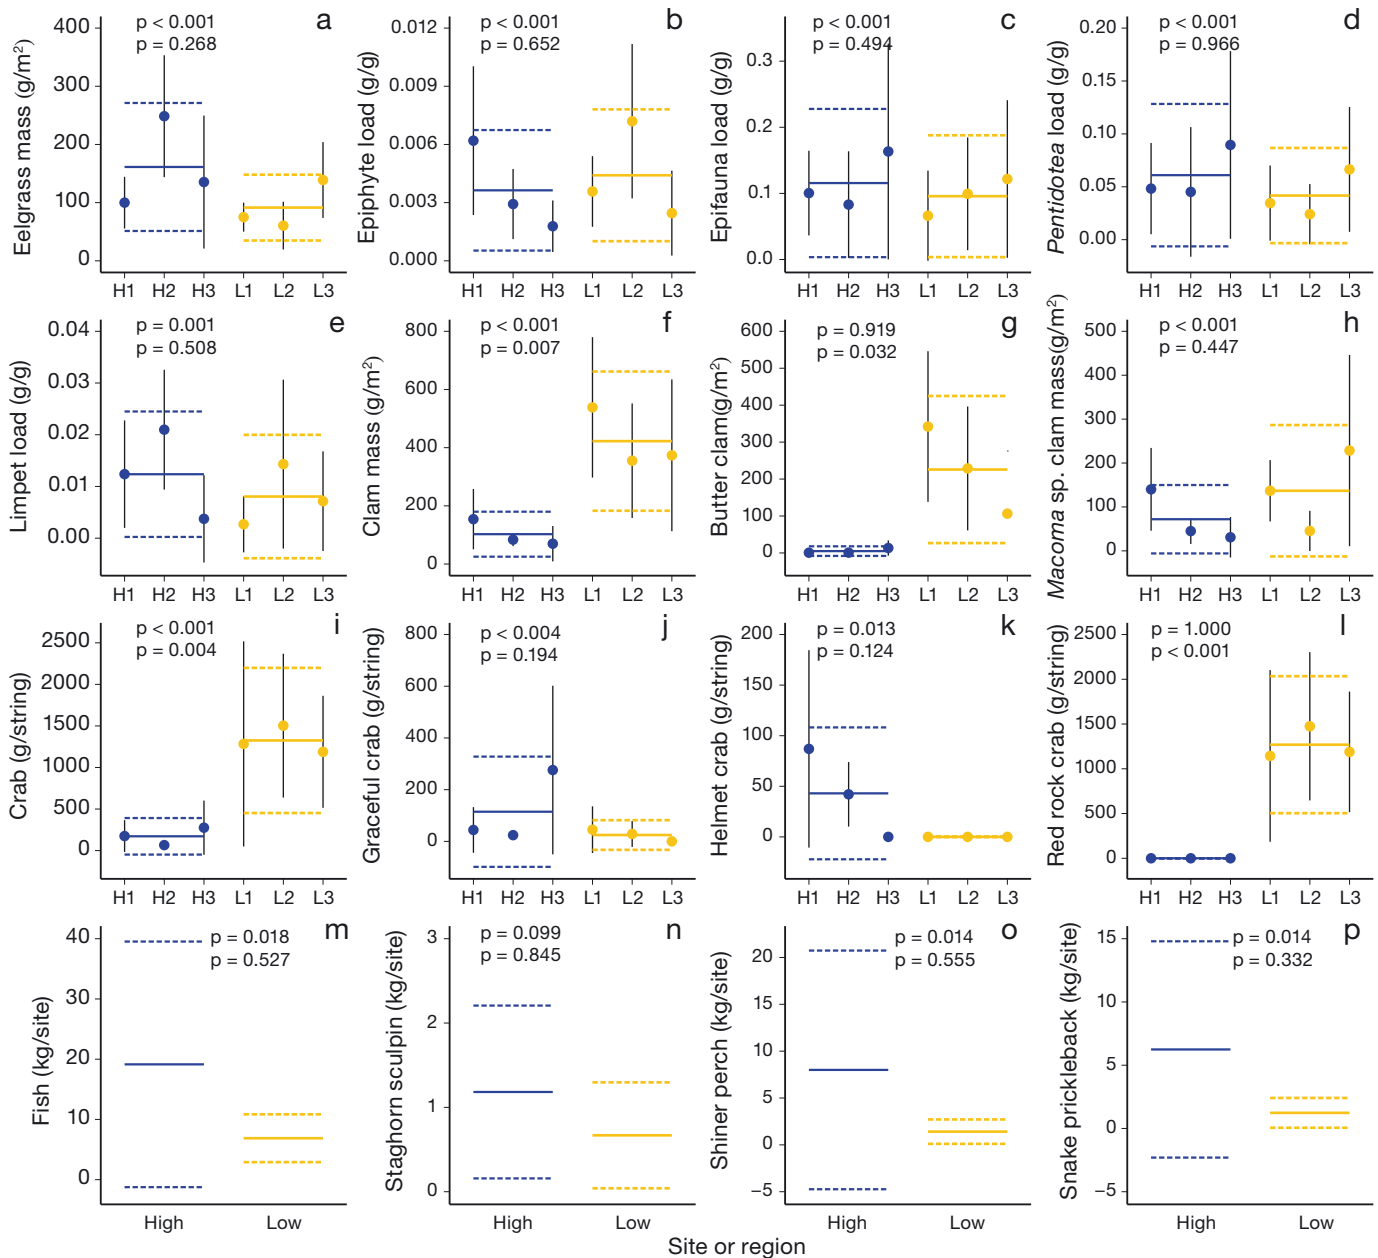 a
p < 0.001
p = 0.268
Eelgrass mass (g/m²)
400
300
200
100
0
H1 H2 H3 L1 L2 L3
b
p < 0.001
p = 0.652
Epiphyte load (g/g)
0.012
0.009
0.006
0.003
0.000
H1 H2 H3 L1 L2 L3
c
p < 0.001
p = 0.494
Epifauna load (g/g)
0.3
0.2
0.1
0.0
H1 H2 H3 L1 L2 L3
d
p < 0.001
p = 0.966
Pentidotea load (g/g)
0.20
0.15
0.10
0.05
0.00
H1 H2 H3 L1 L2 L3
e
p = 0.001
p = 0.508
Limpet load (g/g)
0.04
0.03
0.02
0.01
0.00
H1 H2 H3 L1 L2 L3
f
p < 0.001
p = 0.007
Clam mass (g/m²)
800
600
400
200
0
H1 H2 H3 L1 L2 L3
g
p = 0.919
p = 0.032
Butter clam(g/m²)
600
500
400
300
200
100
0
H1 H2 H3 L1 L2 L3
h
p < 0.001
p = 0.447
Macoma sp. clam mass(g/m²)
500
400
300
200
100
0
H1 H2 H3 L1 L2 L3
i
p < 0.001
p = 0.004
Crab (g/string)
2500
2000
1500
1000
500
0
H1 H2 H3 L1 L2 L3
j
p < 0.004
p = 0.194
Graceful crab (g/string)
800
600
400
200
0
H1 H2 H3 L1 L2 L3
k
p = 0.013
p = 0.124
Helmet crab (g/string)
200
150
100
50
0
H1 H2 H3 L1 L2 L3
l
p = 1.000
p < 0.001
Red rock crab (g/string)
2500
2000
1500
1000
500
0
H1 H2 H3 L1 L2 L3
m
p = 0.018
p = 0.527
Fish (kg/site)
40
30
20
10
0
High Low
n
p = 0.099
p = 0.845
Staghorn sculpin (kg/site)
3
2
1
0
High Low
o
p = 0.014
p = 0.555
Shiner perch (kg/site)
20
15
10
5
0
−5
High Low
p
p = 0.014
p = 0.332
Snake prickleback (kg/site)
15
10
5
0
−5
High Low
Site or region